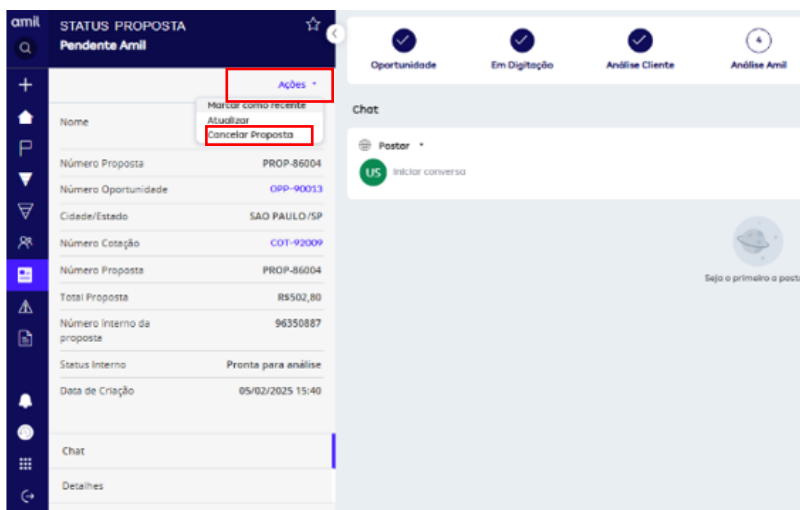 amil
STATUS PROPOSTA
Pendente Amil
Ações
Marcar como recente
Atualizar
Cancelar Proposta
Nome
Número Proposta PROP-86004
Número Oportunidade OPP-90013
Cidade/Estado SAO PAULO/SP
Número Cotação COT-92009
Número Proposta PROP-86004
Total Proposta R$502,80
Número interno da proposta 96350887
Status Interno Pronta para análise
Data de Criação 05/02/2025 15:40
Chat
Detalhes
Oportunidade
Em Digitação
Análise Cliente
4
Análise Amil
Chat
Postar
US
Iniciar conversa
Seja o primeiro a posta